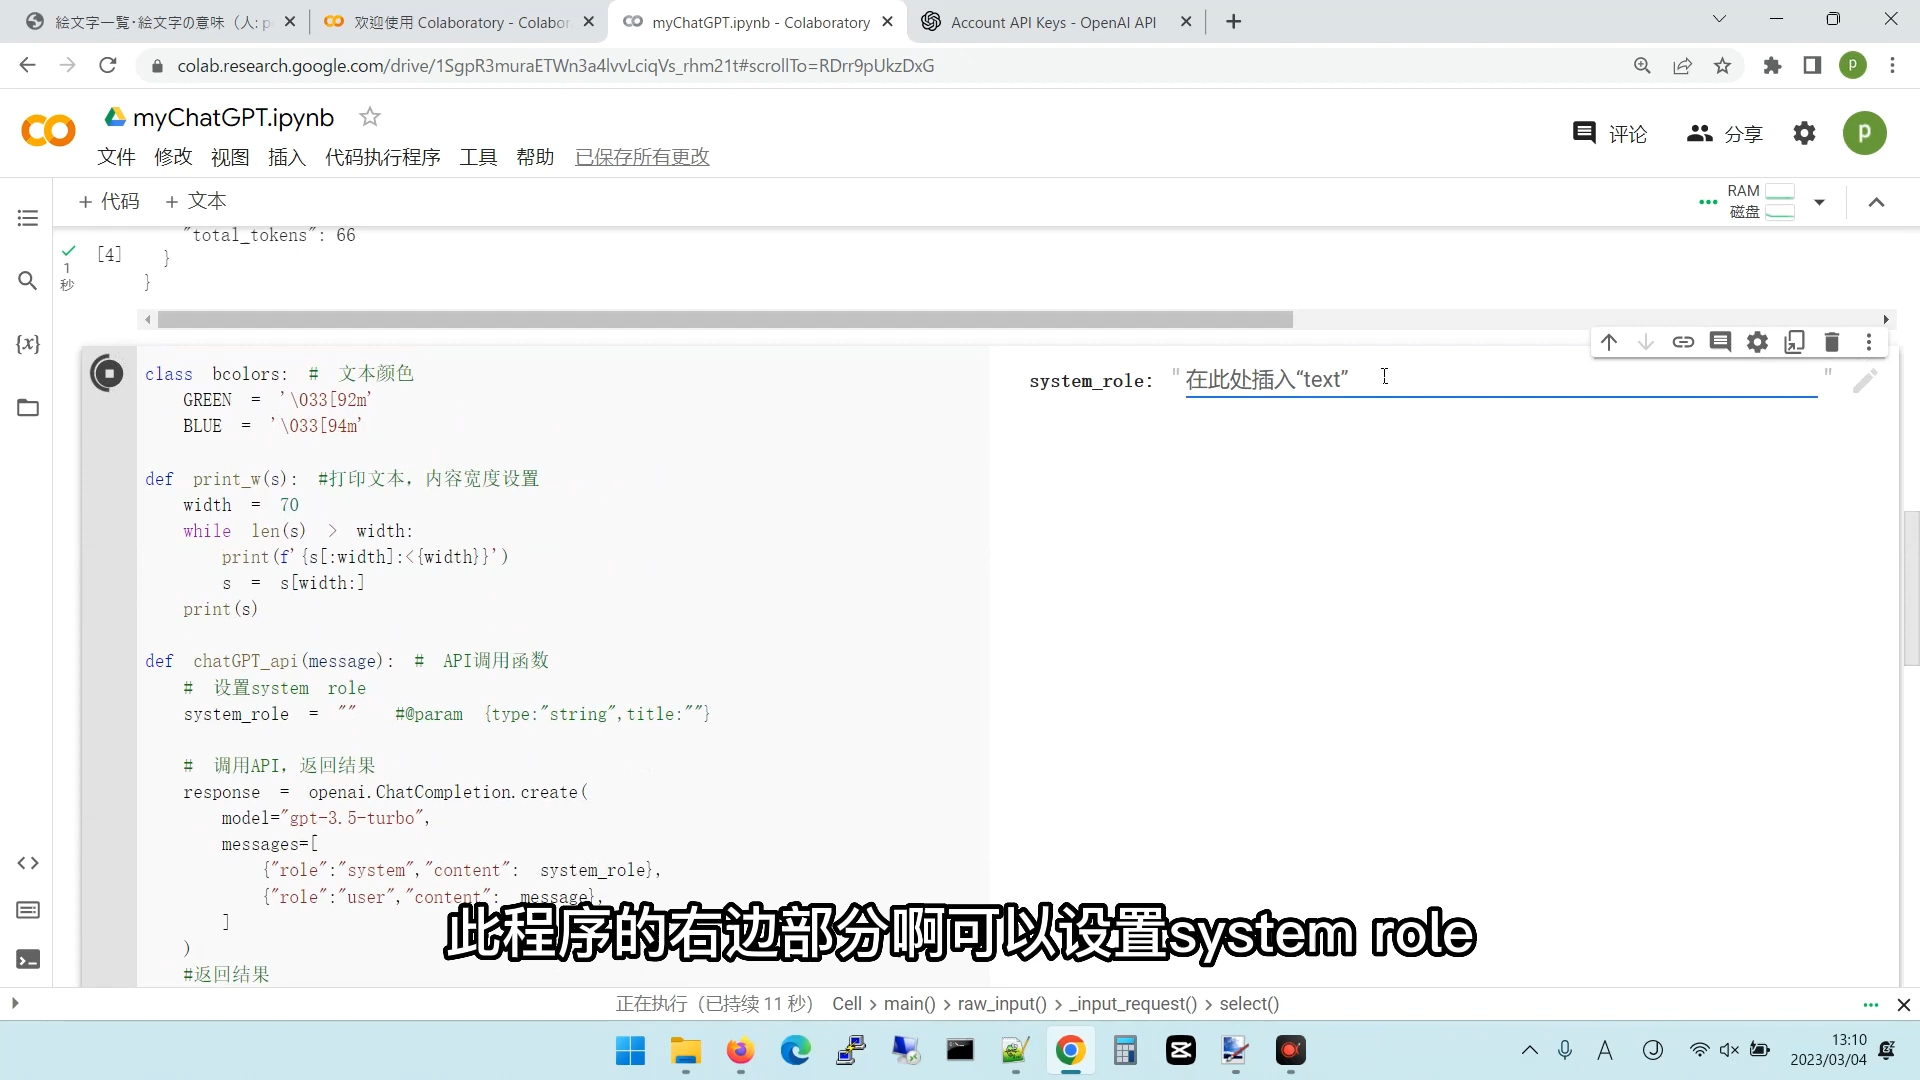 絵文字一覧・絵文字の意味（人: p
欢迎使用 Colaboratory - Colabor
myChatGPT.ipynb - Colaboratory
Account API Keys - OpenAI API
colab.research.google.com/drive/1SgpR3muraETWn3a4lvvLciqVs_rhm21t#scrollTo=RDrr9pUkzDxG
p
myChatGPT.ipynb
评论
分享
p
文件 修改 视图 插入 代码执行程序 工具 帮助 已保存所有更改
+ 代码 + 文本
RAM
磁盘
"total_tokens": 66
[4] }
1
秒
}
{x}
class bcolors: # 文本颜色
GREEN = '\033[92m'
BLUE = '\033[94m'
def print_w(s): #打印文本，内容宽度设置
width = 70
while len(s) > width:
print(f'{s[:width]:<{width}}')
s = s[width:]
print(s)
def chatGPT_api(message): # API调用函数
# 设置system role
system_role = "" #@param {type:"string",title:""}
# 调用API，返回结果
response = openai.ChatCompletion.create(
model="gpt-3.5-turbo",
messages=[
{"role":"system","content": system_role},
{"role":"user","content": message},
]
)
#返回结果
system_role: " 在此处插入“text” "
此程序的右边部分啊可以设置system role
正在执行（已持续 11 秒） Cell > main() > raw_input() > _input_request() > select()
A
13:10
2023/03/04